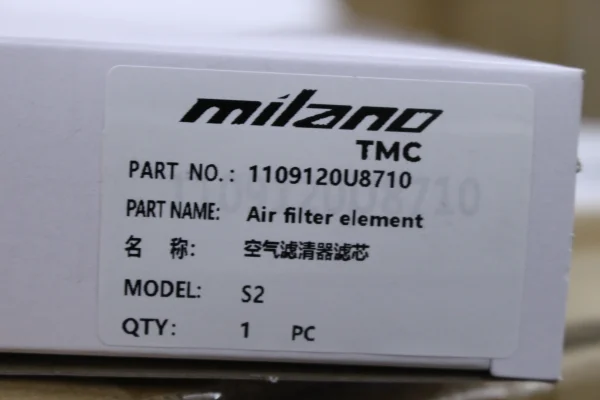 milano
TMC
PART NO.: 1109120U8710
PART NAME: Air filter element
名 称: 空气滤清器滤芯
MODEL: S2
QTY: 1 PC